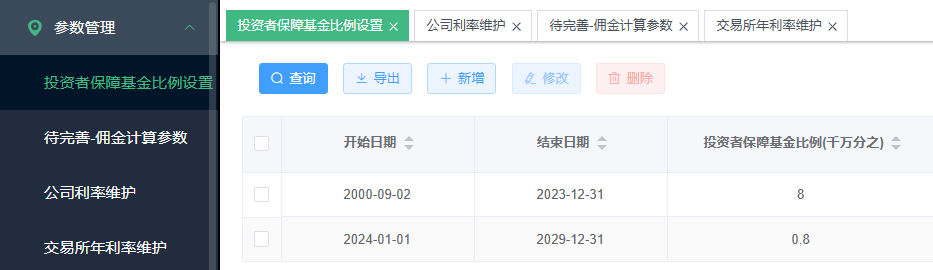 参数管理
投资者保障基金比例设置
待完善-佣金计算参数
公司利率维护
交易所年利率维护
投资者保障基金比例设置 公司利率维护 待完善-佣金计算参数 交易所年利率维护
查询 导出 新增 修改 删除
开始日期 结束日期 投资者保障基金比例(千万分之)
2000-09-02 2023-12-31 8
2024-01-01 2029-12-31 0.8